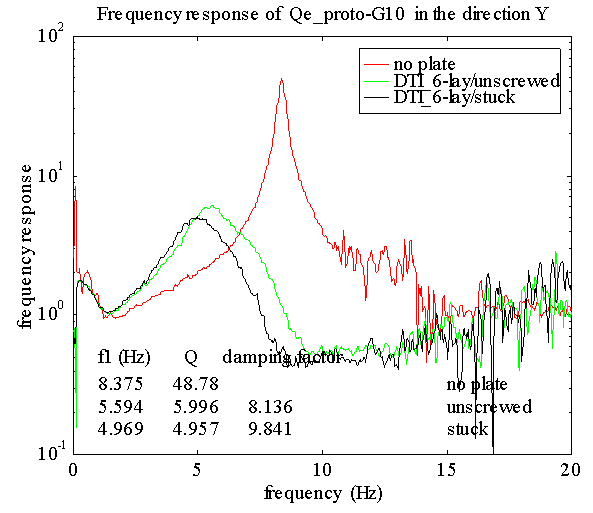 Frequency response of Qe_proto-G10 in the direction Y
10^2
no plate
DTI_6-lay/unscrewed
DTI_6-lay/stuck
10^1
frequency response
10^0
f1 (Hz) Q damping factor
8.375 48.78 no plate
5.594 5.996 8.136 unscrewed
4.969 4.957 9.841 stuck
10^-1
0 5 10 15 20
frequency (Hz)